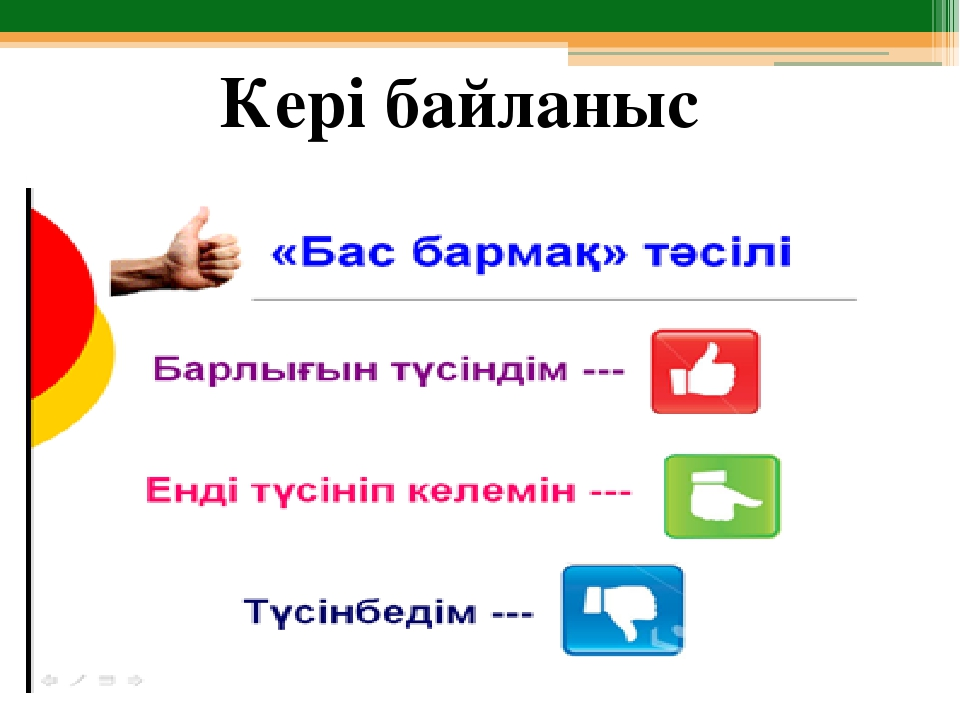 Кері байланыс
«Бас бармақ» тәсілі
Барлығын түсіндім ---
Енді түсініп келемін ---
Түсінбедім ---